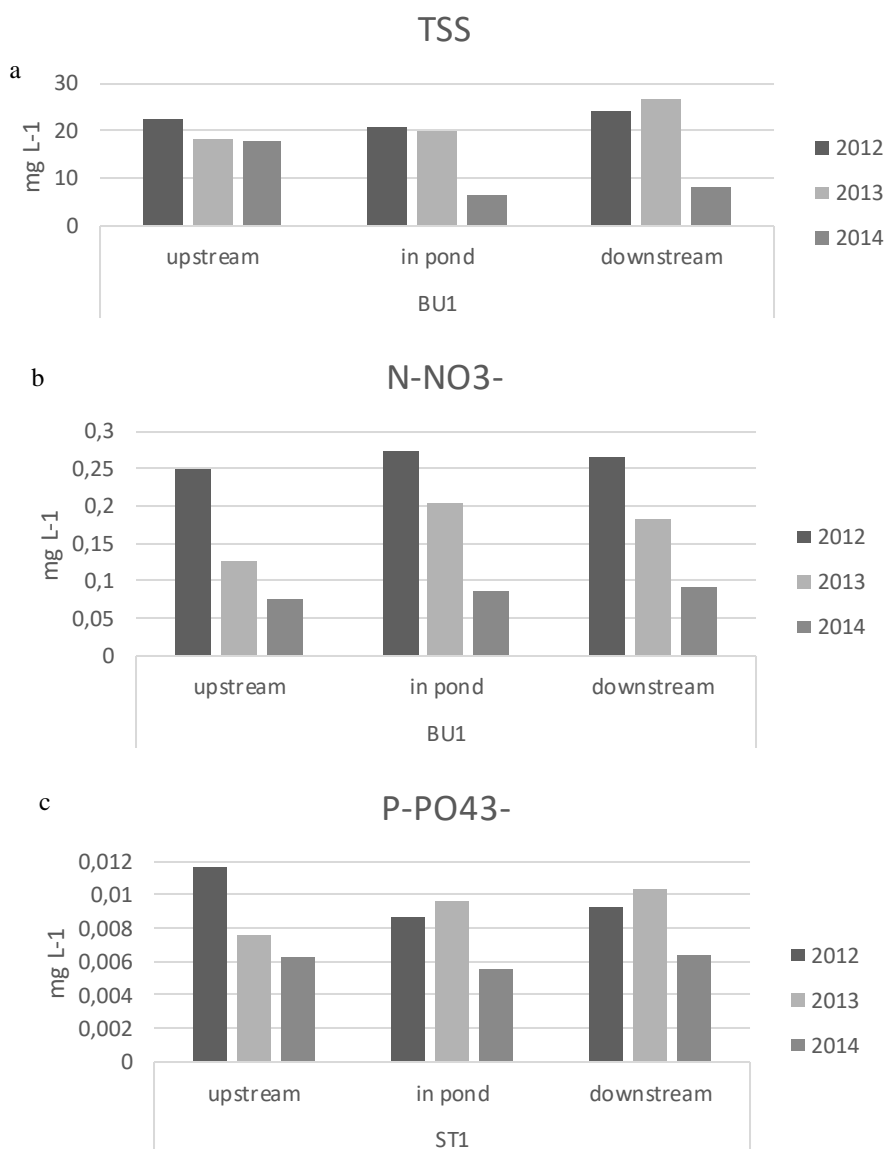 TSS
a
30
20
10
0
mg L-1
upstream in pond downstream
BU1
2012
2013
2014
b
N-NO3-
0,3
0,25
0,2
0,15
0,1
0,05
0
mg L-1
upstream in pond downstream
BU1
2012
2013
2014
c
P-PO43-
0,012
0,01
0,008
0,006
0,004
0,002
0
mg L-1
upstream in pond downstream
ST1
2012
2013
2014